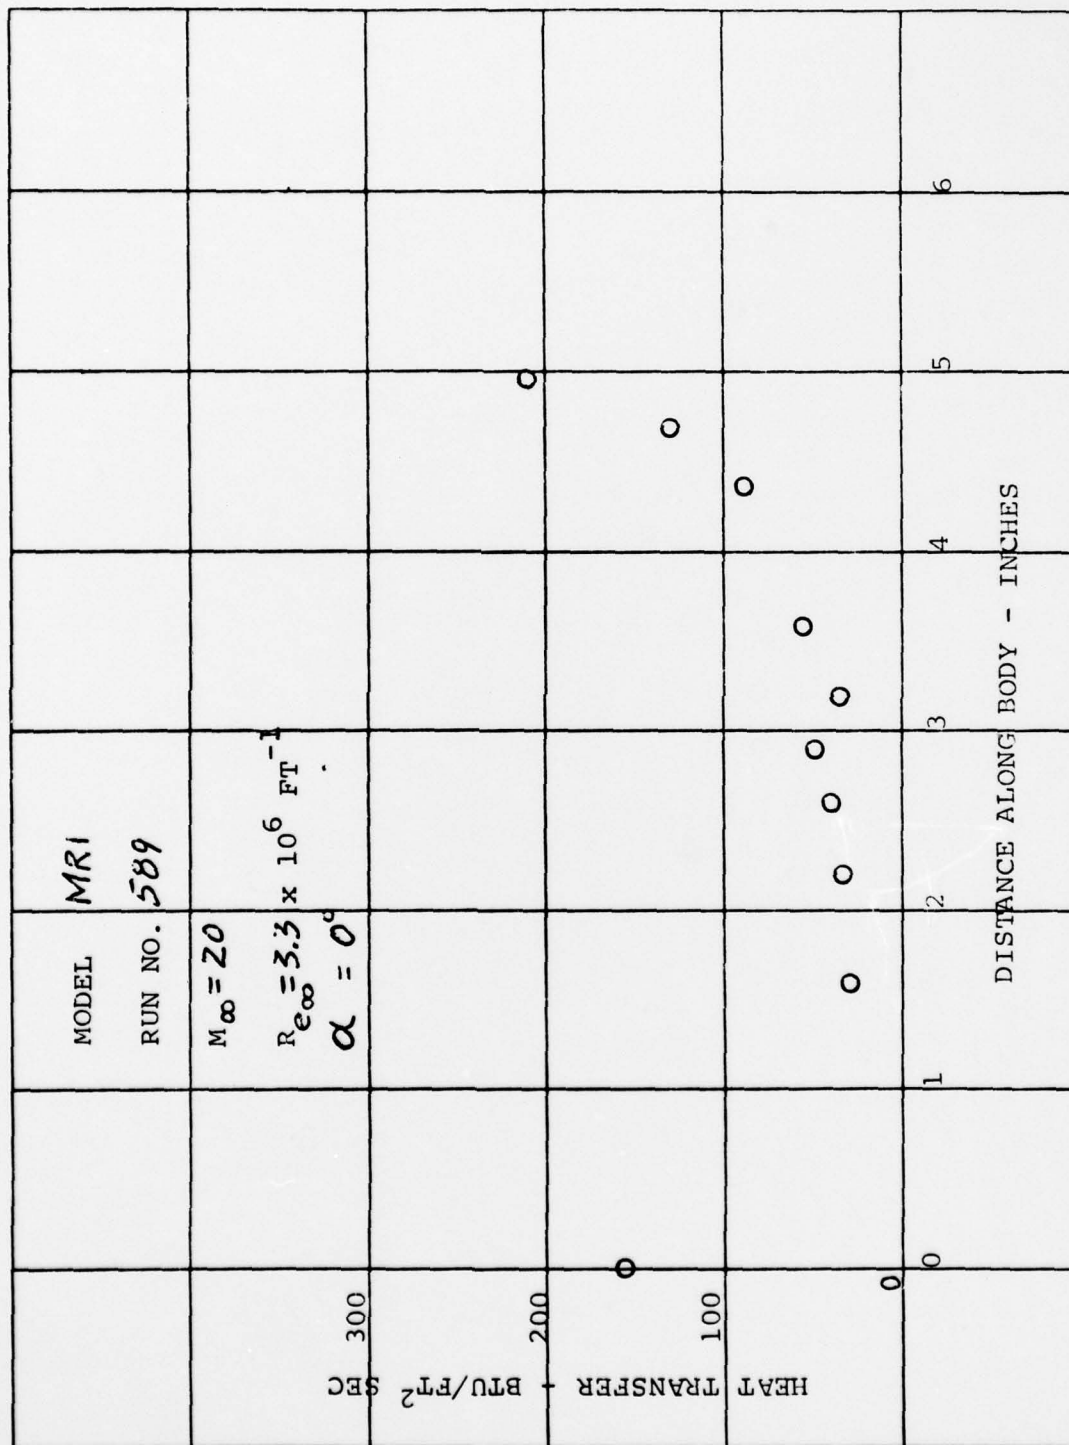 MODEL MR1
RUN NO. 589
M∞ = 20
Re∞ = 3.3 x 10⁶ FT⁻¹
α = 0°
HEAT TRANSFER - BTU/FT² SEC
300
200
100
0
0 1 2 3 4 5 6
DISTANCE ALONG BODY - INCHES